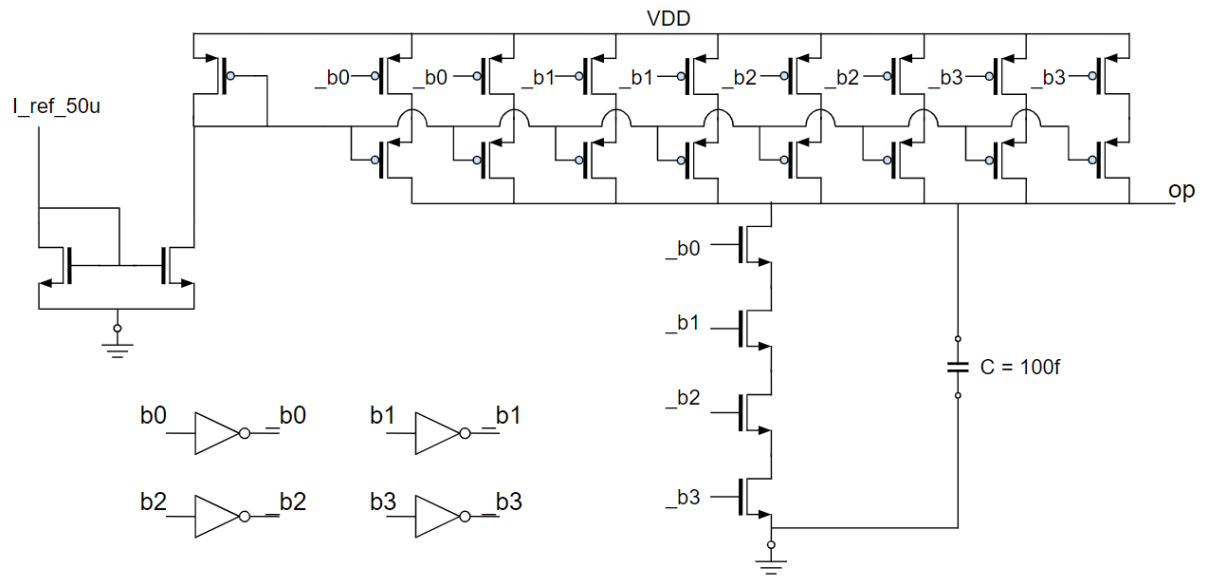 VDD
_b0 _b0 _b1 _b1 _b2 _b2 _b3 _b3
I_ref_50u
op
_b0
_b1
_b2
C = 100f
_b3
b0 _b0 b1 _b1
b2 _b2 b3 _b3